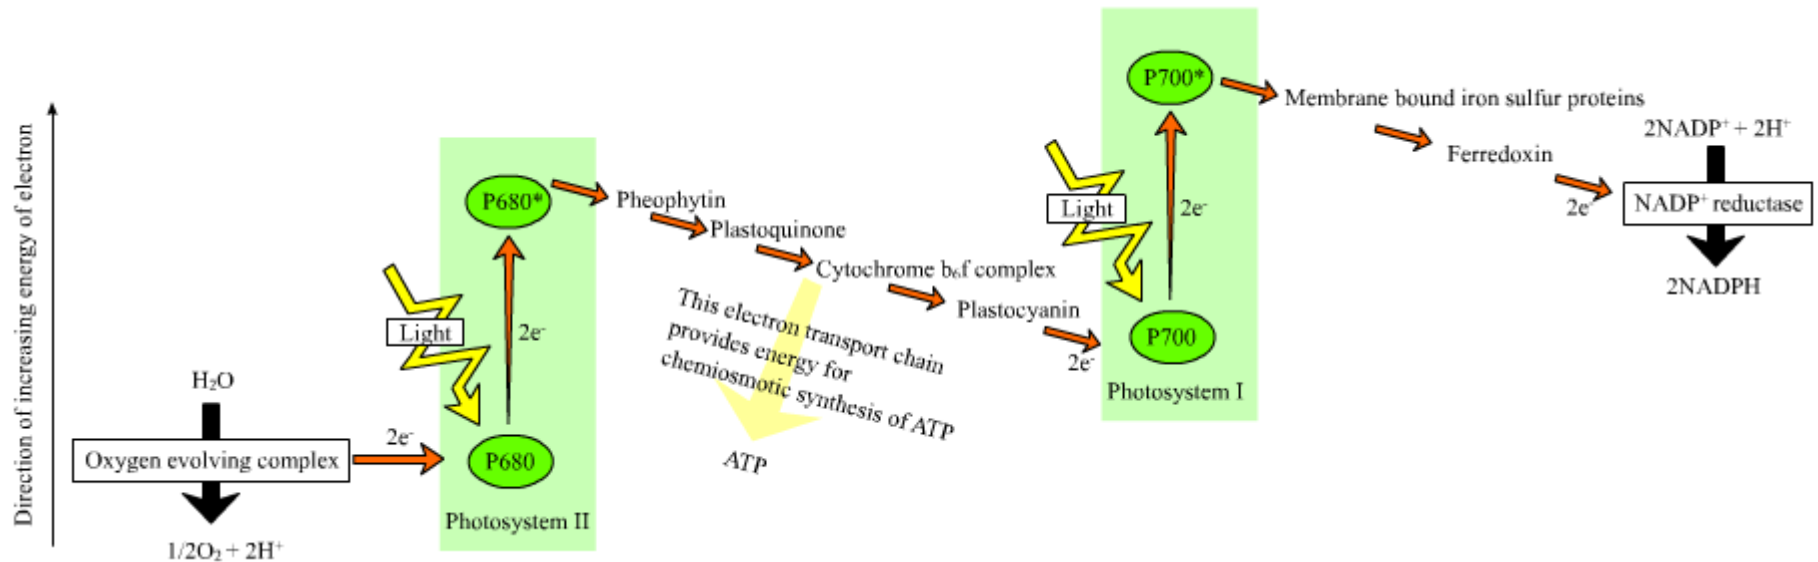 Direction of increasing energy of electron
H₂O
Oxygen evolving complex
1/2O₂ + 2H⁺
2e⁻
Light
P680*
2e⁻
P680
Photosystem II
Pheophytin
Plastoquinone
Cytochrome b₆f complex
Plastocyanin
2e⁻
This electron transport chain
provides energy for
chemiosmotic synthesis of ATP
ATP
Light
P700*
2e⁻
P700
Photosystem I
Membrane bound iron sulfur proteins
Ferredoxin
2e⁻
2NADP⁺ + 2H⁺
NADP⁺ reductase
2NADPH